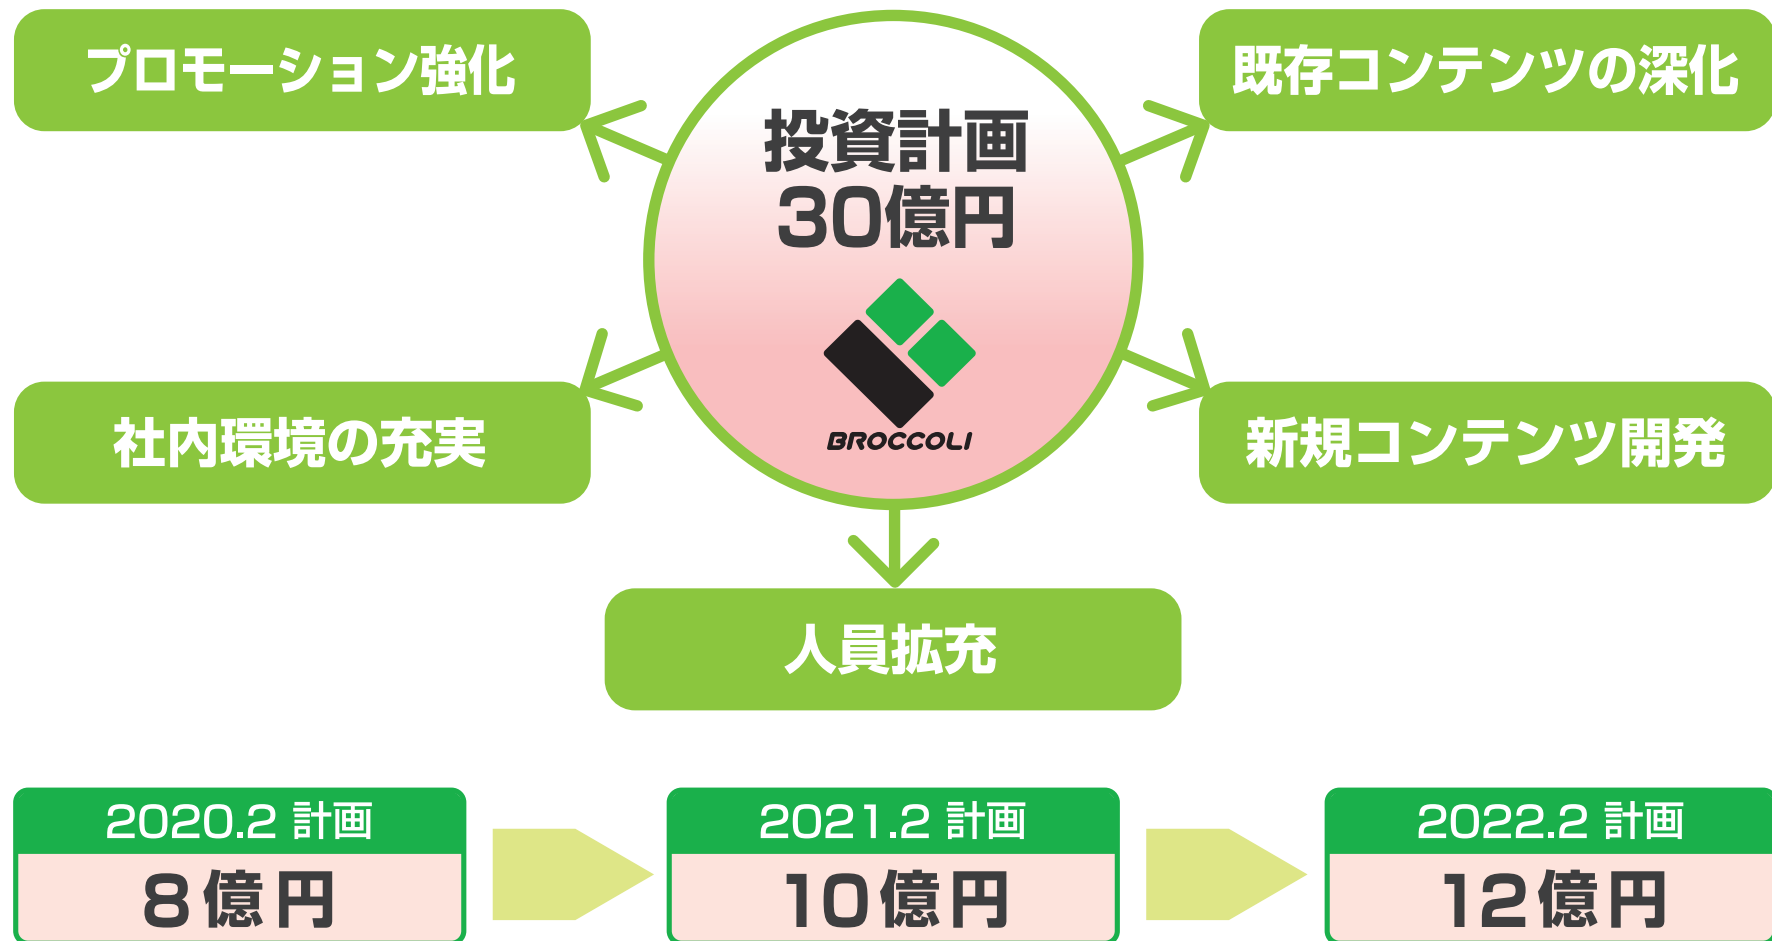 プロモーション強化
既存コンテンツの深化
投資計画
30億円
BROCCOLI
社内環境の充実
新規コンテンツ開発
人員拡充
2020.2 計画
8億円
2021.2 計画
10億円
2022.2 計画
12億円